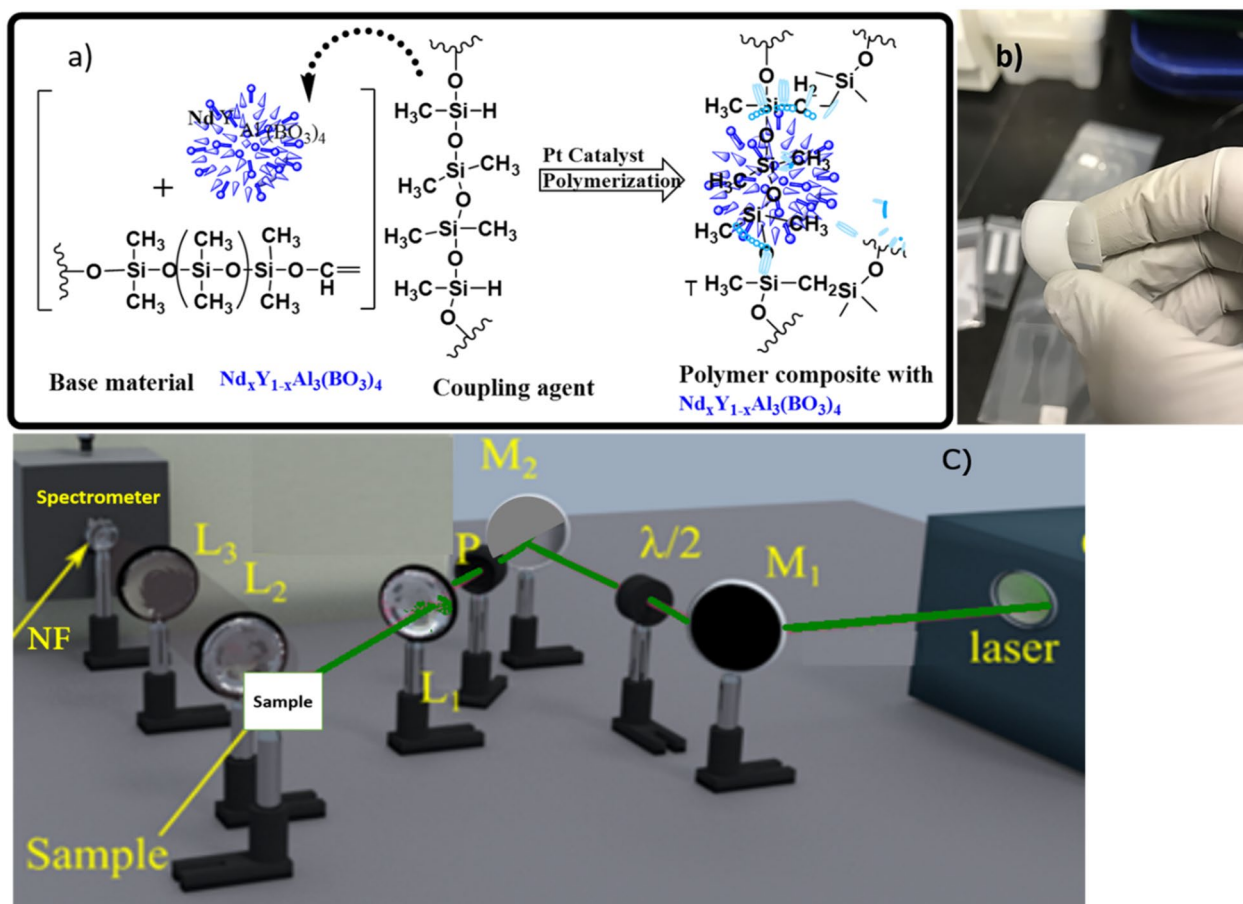 a)
Nd Y
Al (BO₃)₄
+
CH₃ CH₃ CH₃
O Si O Si O Si O C
H
CH₃ CH₃ CH₃
O
H₃C Si H
O
Si CH₃
H₃C O
Si CH₃
H₃C O
H₃C Si H
O
Pt Catalyst
Polymerization
O Si
H₂ O
H₃C Si C
O
Si CH₃
H₃C O
Si CH₃
H₃C
O
O
H₃C Si CH₂Si
O
Base material
NdₓY₁₋ₓAl₃(BO₃)₄
Coupling agent
Polymer composite with
NdₓY₁₋ₓAl₃(BO₃)₄
b)
C)
Spectrometer
L₃
L₂
NF
Sample
Sample
L₁
P
M₂
λ/2
M₁
laser